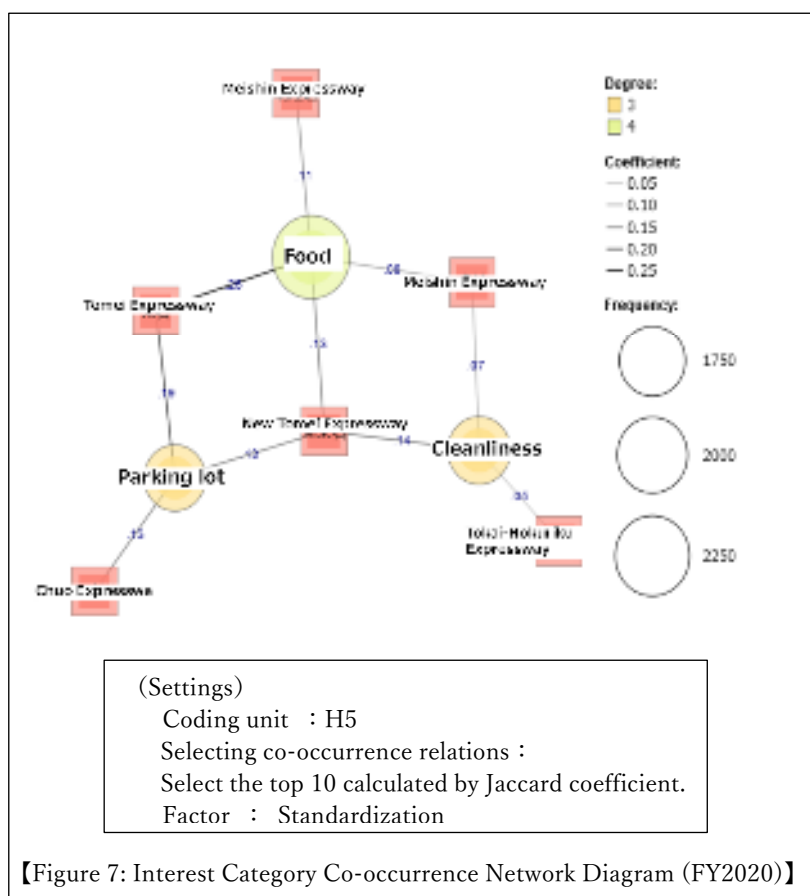 Meishin Expressway
.11
Food
Meishin Expressway
Tomei Expressway
.07
New Tomei Expressway
.14
Cleanliness
Parking lot
Expressway
Degree:
3
4
Coefficient:
0.05
0.10
0.15
0.20
0.25
Frequency:
1750
2000
2250
(Settings)
Coding unit ：H5
Selecting co-occurrence relations：
Select the top 10 calculated by Jaccard coefficient.
Factor ： Standardization
【Figure 7: Interest Category Co-occurrence Network Diagram (FY2020)】